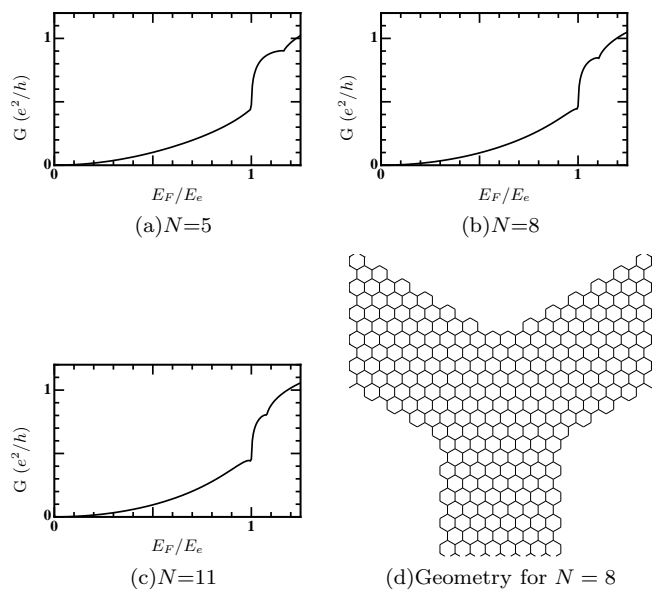 1
G (e²/h)
0
0
1
E_F/E_e
(a)N=5
1
G (e²/h)
0
0
1
E_F/E_e
(b)N=8
1
G (e²/h)
0
0
1
E_F/E_e
(c)N=11
(d)Geometry for N = 8